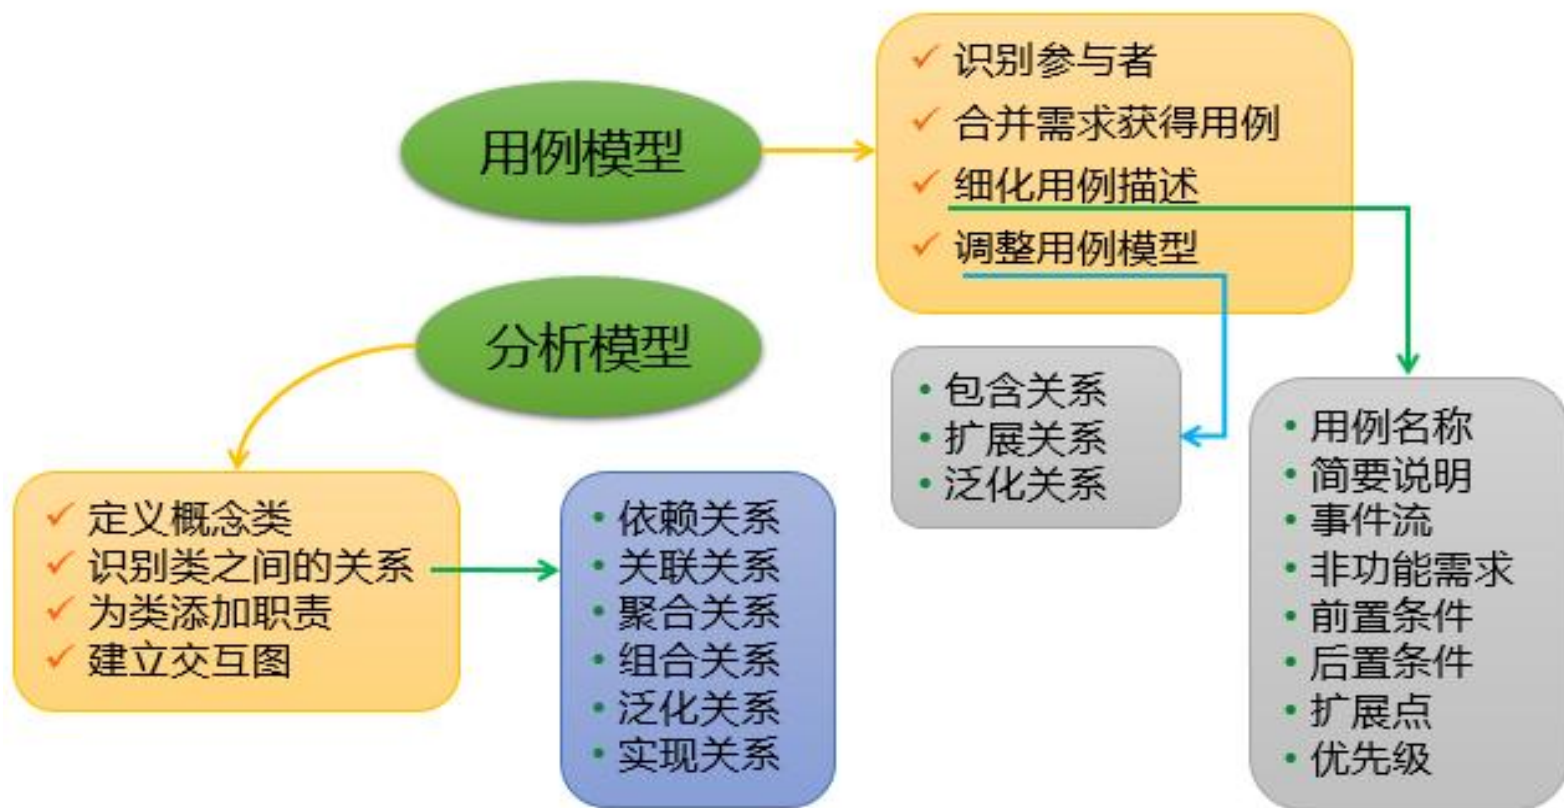 用例模型
识别参与者
合并需求获得用例
细化用例描述
调整用例模型
分析模型
包含关系
扩展关系
泛化关系
用例名称
简要说明
事件流
非功能需求
前置条件
后置条件
扩展点
优先级
定义概念类
识别类之间的关系
为类添加职责
建立交互图
依赖关系
关联关系
聚合关系
组合关系
泛化关系
实现关系